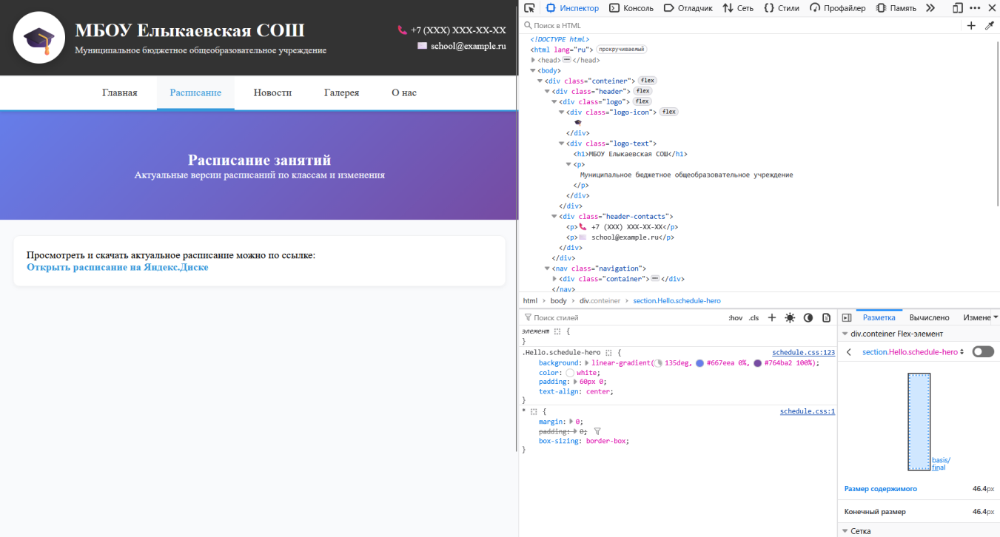 МБОУ Елыкаевская СОШ
Муниципальное бюджетное общеобразовательное учреждение
+7 (XXX) XXX-XX-XX
school@example.ru
Главная Расписание Новости Галерея О нас
Расписание занятий
Актуальные версии расписаний по классам и изменения
Просмотреть и скачать актуальное расписание можно по ссылке:
Открыть расписание на Яндекс.Диске
Инспектор Консоль Отладчик Сеть Стили Профайлер Память
Поиск в HTML
<!DOCTYPE html>
<html lang="ru"> прокручиваемый
<head> ··· </head>
<body>
<div class="conteiner"> flex
<div class="header"> flex
<div class="logo"> flex
<div class="logo-icon"> flex
🎓
</div>
<div class="logo-text">
<h1>МБОУ Елыкаевская СОШ</h1>
<p>
Муниципальное бюджетное общеобразовательное учреждение
</p>
</div>
</div>
<div class="header-contacts">
<p>📞 +7 (XXX) XXX-XX-XX</p>
<p>✉️ school@example.ru</p>
</div>
</div>
<nav class="navigation">
<div class="container"> ··· </div>
</nav>
html › body › div.conteiner › section.Hello.schedule-hero
Поиск стилей :hov .cls +
элемент {
}
.Hello.schedule-hero { schedule.css:123
background: linear-gradient(135deg, #667eea 0%, #764ba2 100%);
color: white;
padding: 60px 0;
text-align: center;
}
* { schedule.css:1
margin: 0;
padding: 0;
box-sizing: border-box;
}
Разметка Вычислено Измене
div.conteiner Flex-элемент
section.Hello.schedule-hero
basis/
final
Размер содержимого 46.4px
Конечный размер 46.4px
Сетка